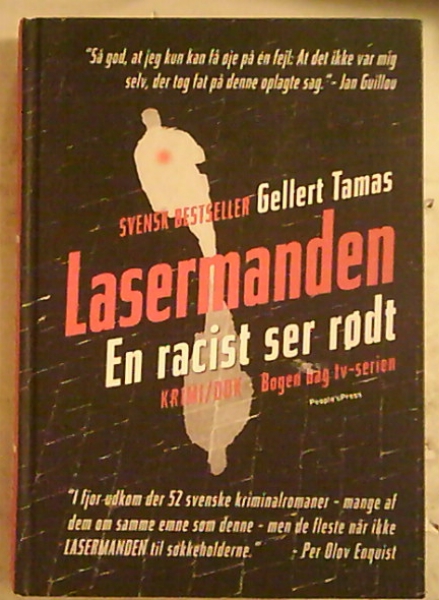 "Så god, at jeg kun kan få øje på én fejl: At det ikke var mig
selv, der tog fat på denne oplagte sag." - Jan Guillou
SVENSK BESTSELLER Gellert Tamas
Lasermanden
En racist ser rødt
KRIMI/DOK - Bogen bag tv-serien
People'sPress
"I fjor udkom der 52 svenske kriminalromaner - mange af
dem om samme emne som denne - men de fleste når ikke
LASERMANDEN til sokkeholderne." - Per Olov Enquist